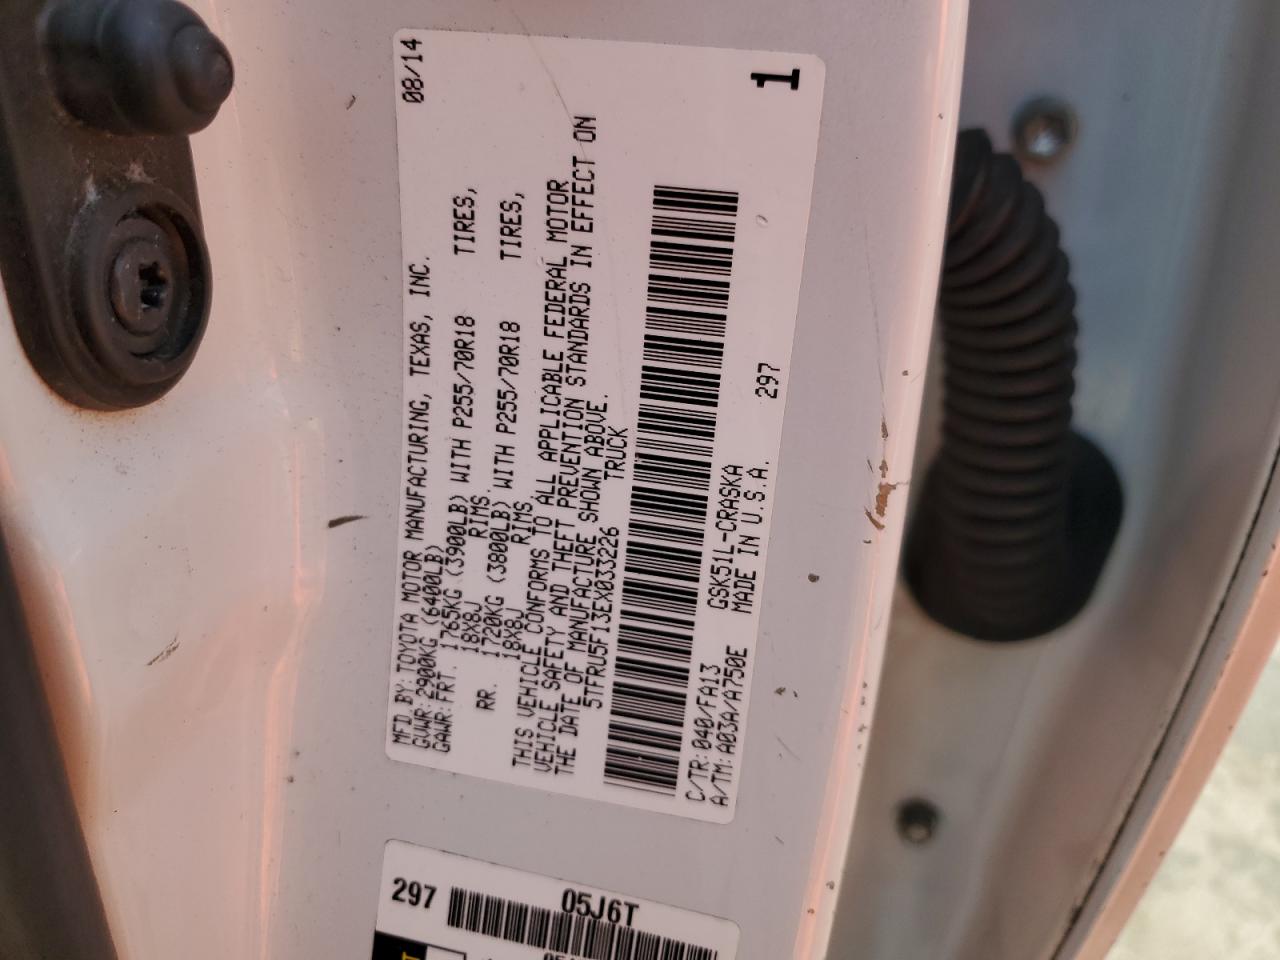 08/14
1
MFD BY: TOYOTA MOTOR MANUFACTURING, TEXAS, INC.
GVWR: 2900KG (6400LB)
GAWR: FRT. 1765KG (3900LB) WITH P255/70R18 TIRES,
18X8J RIMS,
RR. 1720KG (3800LB) WITH P255/70R18 TIRES,
18X8J RIMS,
THIS VEHICLE CONFORMS TO ALL APPLICABLE FEDERAL MOTOR
VEHICLE SAFETY AND THEFT PREVENTION STANDARDS IN EFFECT ON
THE DATE OF MANUFACTURE SHOWN ABOVE.
5TFRU5F13EX033226 TRUCK
C/TR: 040/FA13 GSK51L-CRASKA
A/TM: A03A/A750E MADE IN U.S.A. 297
297 05J6T